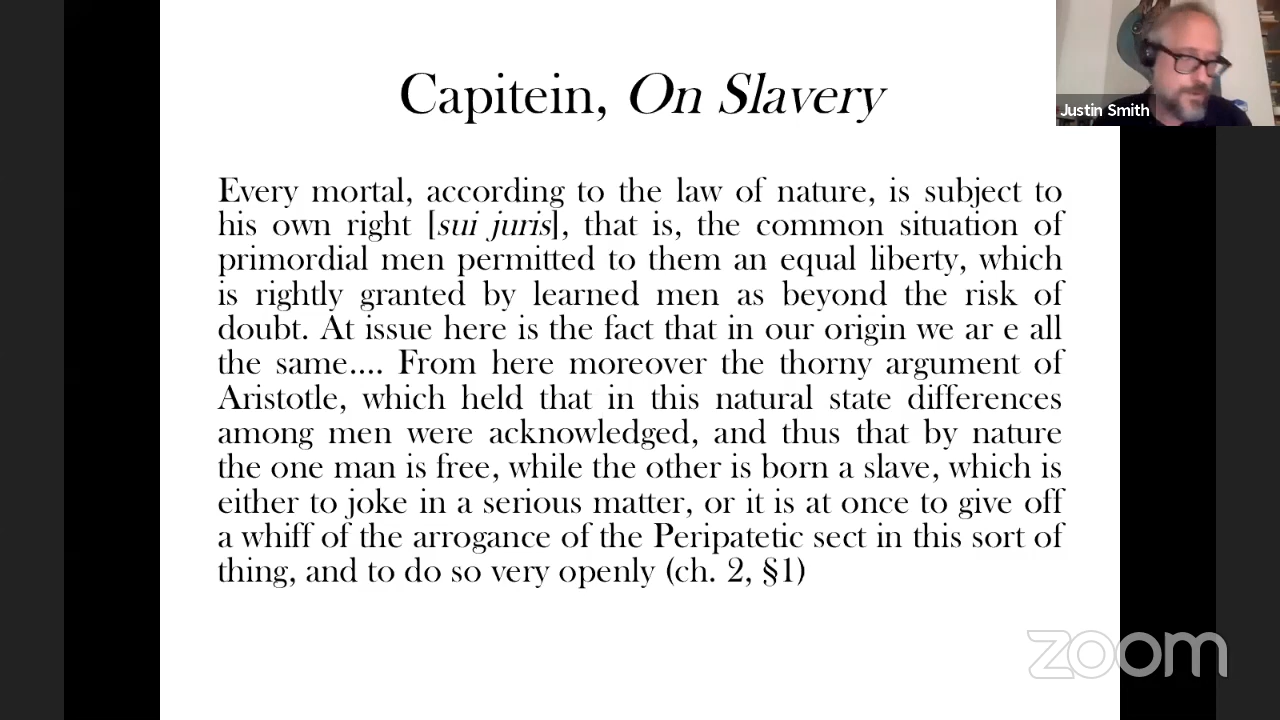 Capitein, On Slavery
Justin Smith
Every mortal, according to the law of nature, is subject to
his own right [sui juris], that is, the common situation of
primordial men permitted to them an equal liberty, which
is rightly granted by learned men as beyond the risk of
doubt. At issue here is the fact that in our origin we ar e all
the same.... From here moreover the thorny argument of
Aristotle, which held that in this natural state differences
among men were acknowledged, and thus that by nature
the one man is free, while the other is born a slave, which is
either to joke in a serious matter, or it is at once to give off
a whiff of the arrogance of the Peripatetic sect in this sort of
thing, and to do so very openly (ch. 2, §1)
zoom